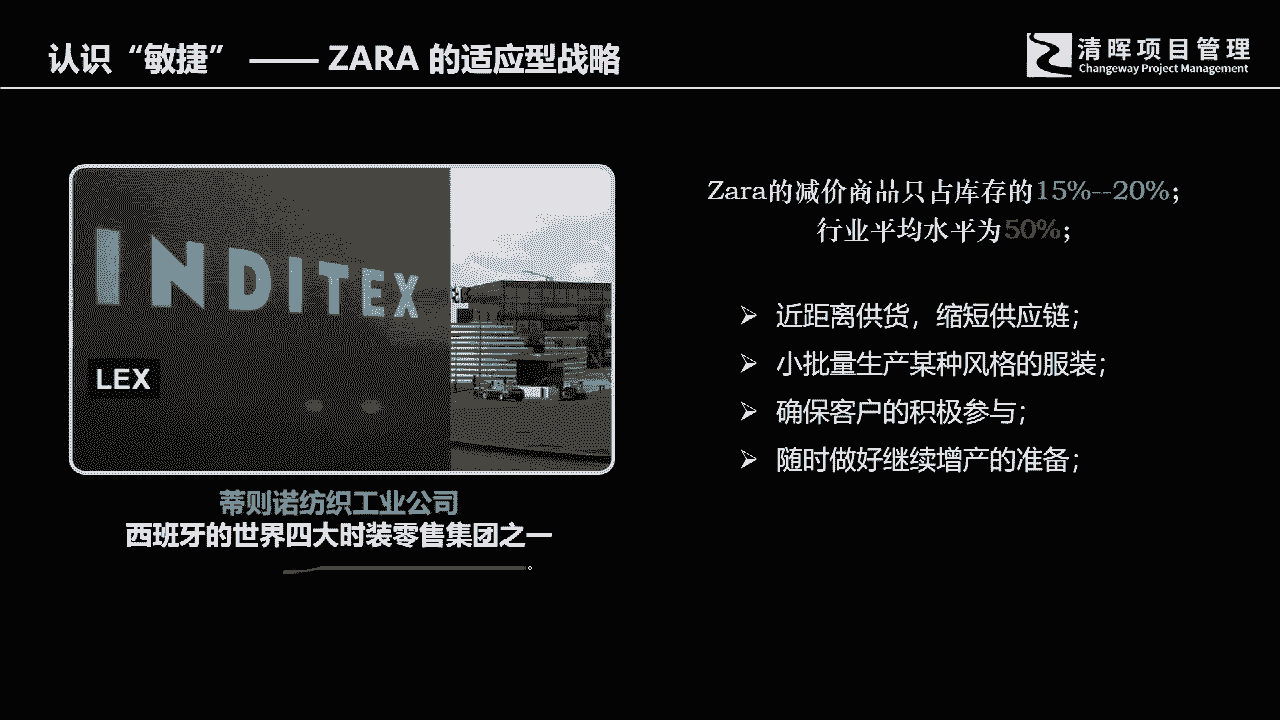 认识“敏捷” —— ZARA 的适应型战略
清晖项目管理
Changeway Project Management
INDITEX
LEX
蒂则诺纺织工业公司
西班牙的世界四大时装零售集团之一
Zara的减价商品只占库存的15%--20%；
行业平均水平为50%；
➢ 近距离供货，缩短供应链；
➢ 小批量生产某种风格的服装；
➢ 确保客户的积极参与；
➢ 随时做好继续增产的准备；